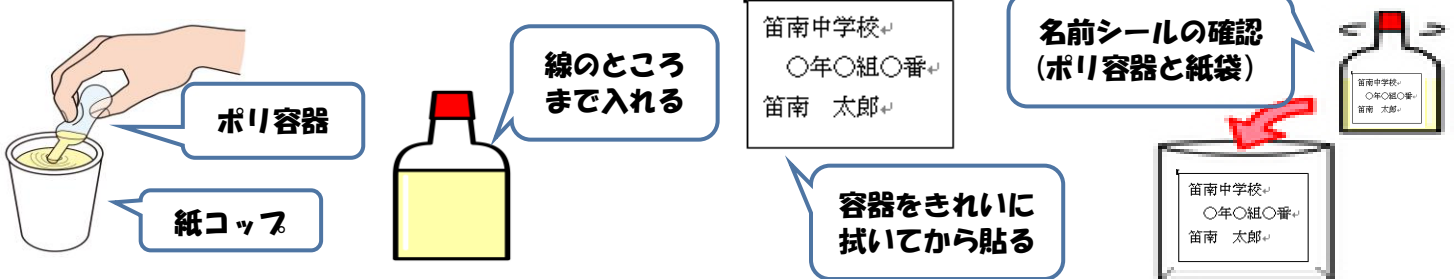 ポリ容器
紙コップ
線のところ
まで入れる
笛南中学校↵
○年○組○番↵
笛南　太郎↵
容器をきれいに
拭いてから貼る
名前シールの確認
(ポリ容器と紙袋)
笛南中学校↵
○年○組○番↵
笛南　太郎↵
笛南中学校↵
○年○組○番↵
笛南　太郎↵